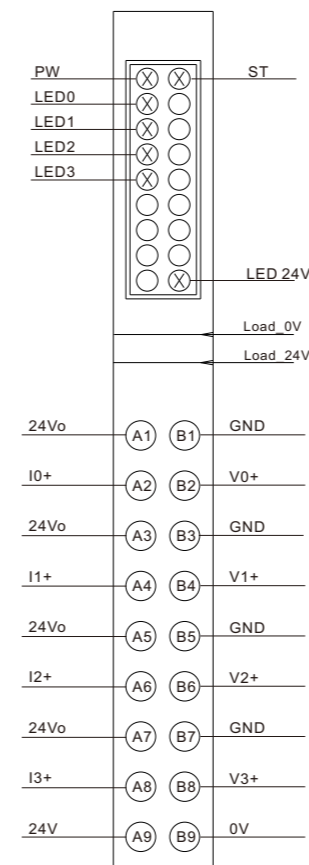 PW ST
LED0
LED1
LED2
LED3
LED 24V
Load_0V
Load_24V
24Vo A1 B1 GND
I0+ A2 B2 V0+
24Vo A3 B3 GND
I1+ A4 B4 V1+
24Vo A5 B5 GND
I2+ A6 B6 V2+
24Vo A7 B7 GND
I3+ A8 B8 V3+
24V A9 B9 0V